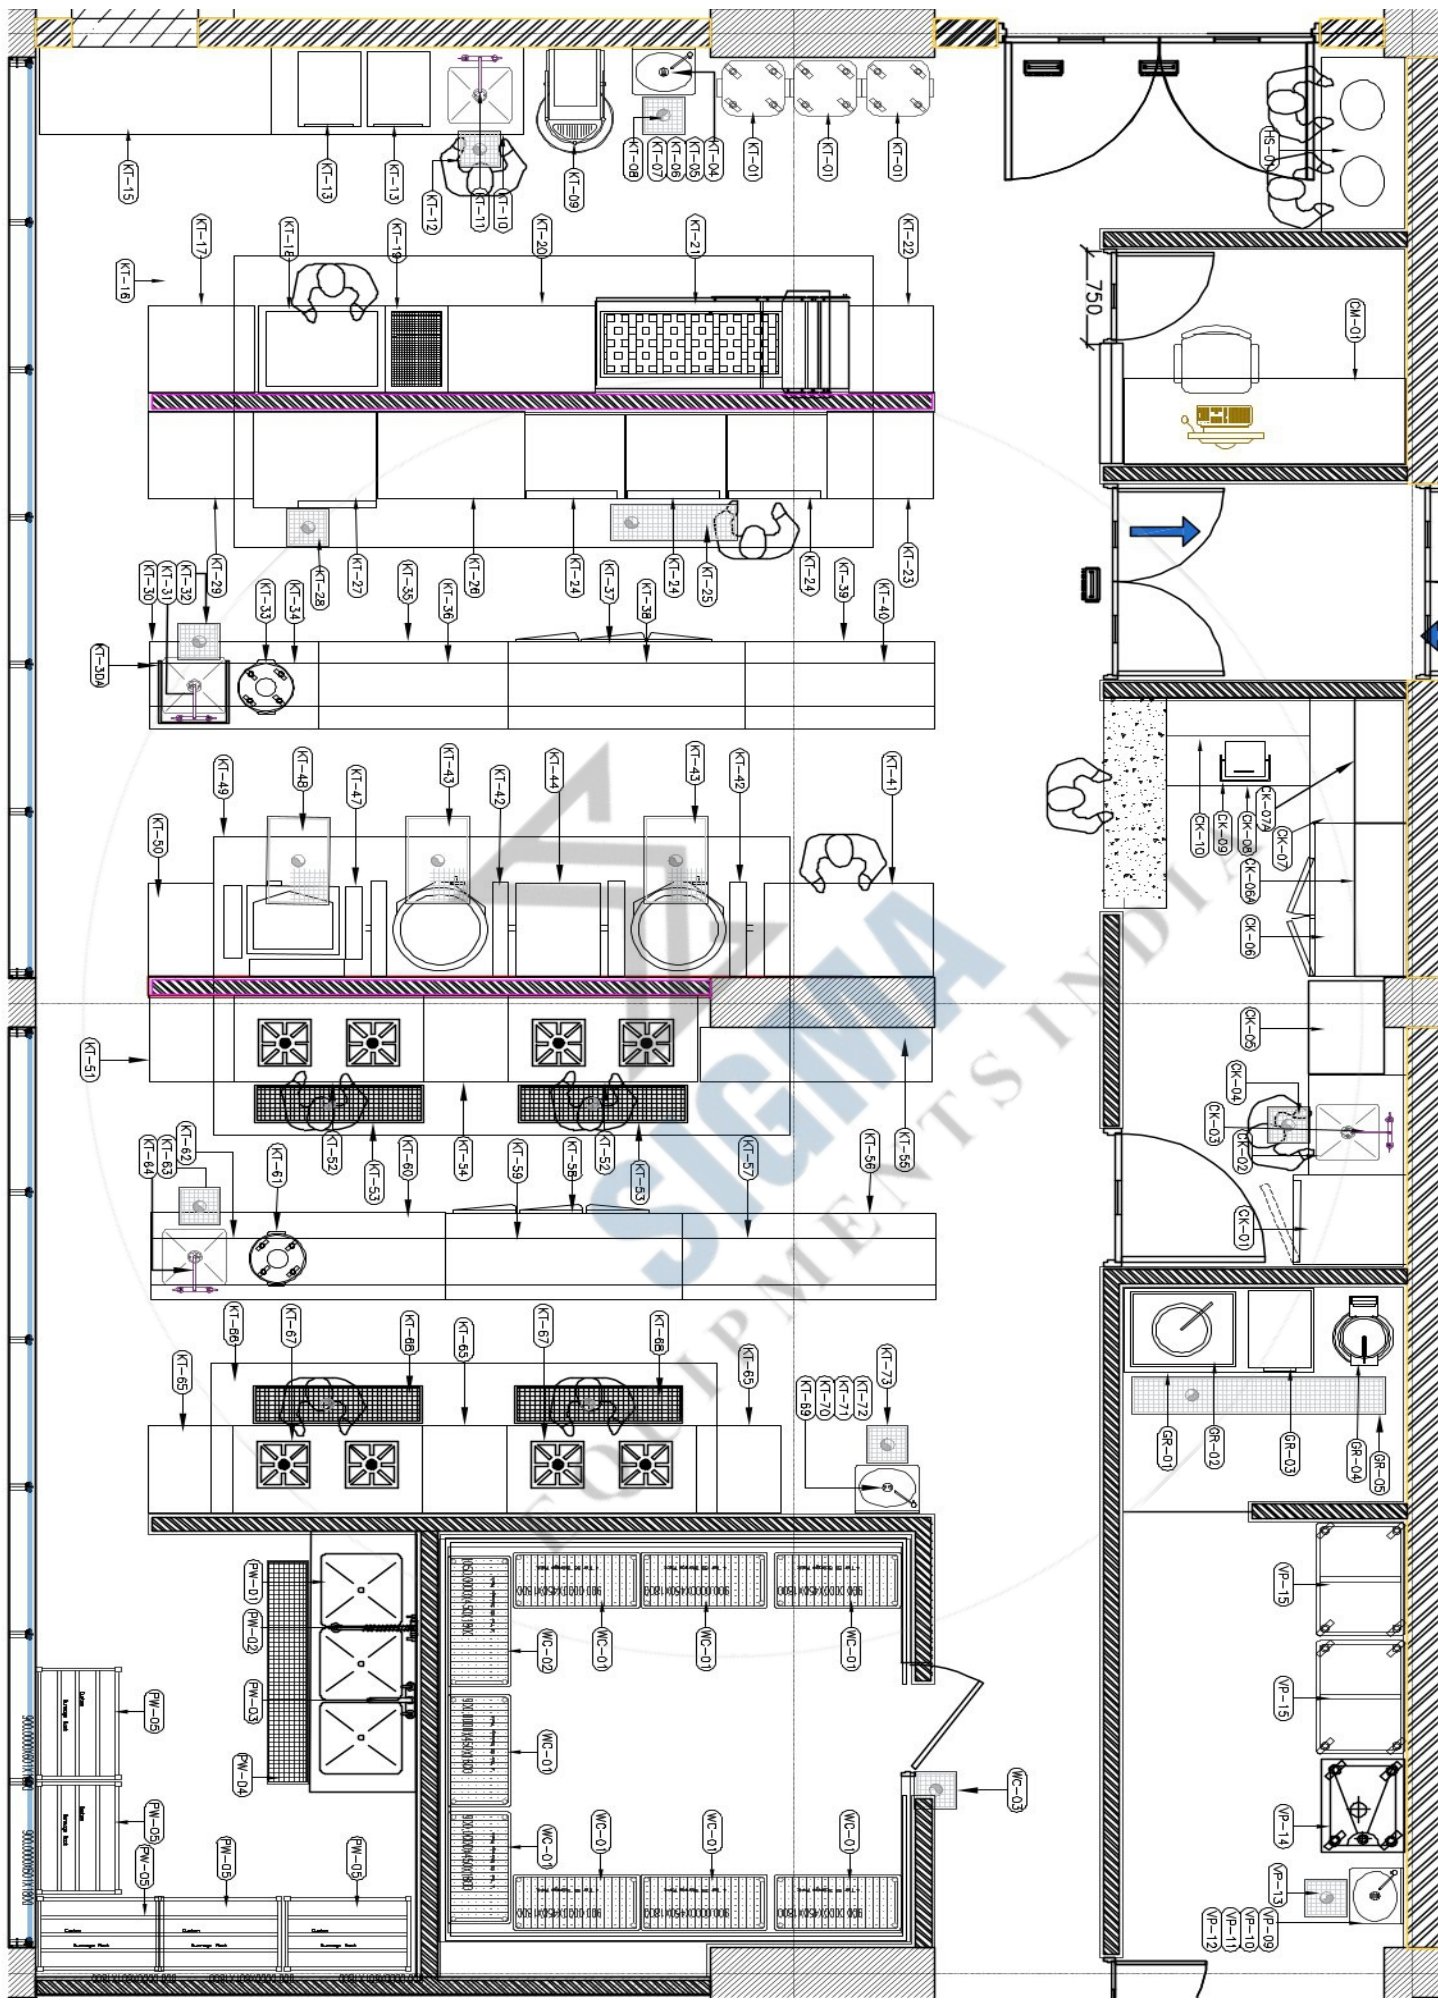 KT-15
KT-13
KT-13
KT-12
KT-11
KT-10
KT-09
KT-08
KT-07
KT-06
KT-05
KT-04
KT-01
KT-01
KT-01
HS-01
KT-16
KT-17
KT-18
KT-19
KT-20
KT-21
KT-22
750
CM-01
KT-30
KT-31
KT-32
KT-29
KT-28
KT-27
KT-26
KT-24
KT-24
KT-25
KT-24
KT-23
KT-33
KT-34
KT-35
KT-36
KT-37
KT-38
KT-39
KT-40
KT-30A
KT-50
KT-49
KT-48
KT-47
KT-43
KT-42
KT-44
KT-43
KT-42
KT-41
CK-10
CK-09
CK-08
CK-07A
CK-07
CK-06A
CK-06
CK-05
CK-04
CK-03
CK-02
CK-01
KT-51
KT-52
KT-53
KT-54
KT-52
KT-53
KT-55
KT-64
KT-63
KT-62
KT-61
KT-60
KT-59
KT-58
KT-57
KT-56
SIGMA
EQUIPMENTS INDIA
KT-65
KT-66
KT-67
KT-68
KT-65
KT-67
KT-68
KT-65
KT-69
KT-70
KT-71
KT-72
KT-73
GR-01
GR-02
GR-03
GR-04
GR-05
PW-01
PW-02
PW-03
PW-04
PW-05
PW-05
PW-05
PW-05
PW-05
WC-02
WC-01
WC-01
WC-01
WC-01
WC-01
WC-01
WC-01
WC-01
WC-03
VP-15
VP-15
VP-14
VP-13
VP-12
VP-11
VP-10
VP-09